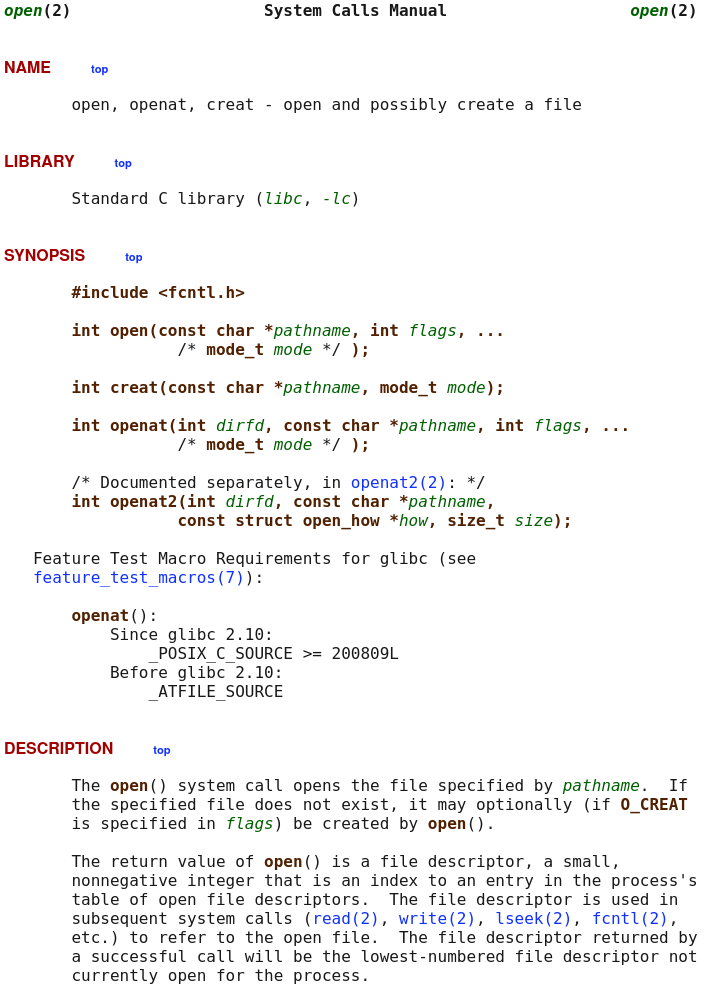 open(2) System Calls Manual open(2)
NAME top
open, openat, creat - open and possibly create a file
LIBRARY top
Standard C library (libc, -lc)
SYNOPSIS top
#include <fcntl.h>
int open(const char *pathname, int flags, ...
/* mode_t mode */ );
int creat(const char *pathname, mode_t mode);
int openat(int dirfd, const char *pathname, int flags, ...
/* mode_t mode */ );
/* Documented separately, in openat2(2): */
int openat2(int dirfd, const char *pathname,
const struct open_how *how, size_t size);
Feature Test Macro Requirements for glibc (see
feature_test_macros(7)):
openat():
Since glibc 2.10:
_POSIX_C_SOURCE >= 200809L
Before glibc 2.10:
_ATFILE_SOURCE
DESCRIPTION top
The open() system call opens the file specified by pathname.  If
the specified file does not exist, it may optionally (if O_CREAT
is specified in flags) be created by open().
The return value of open() is a file descriptor, a small,
nonnegative integer that is an index to an entry in the process's
table of open file descriptors.  The file descriptor is used in
subsequent system calls (read(2), write(2), lseek(2), fcntl(2),
etc.) to refer to the open file.  The file descriptor returned by
a successful call will be the lowest-numbered file descriptor not
currently open for the process.